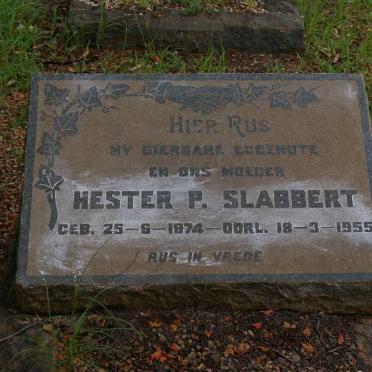 HIER RUS
MY DIERBARE EGGENOTE
EN ONS MOEDER
HESTER P. SLABBERT
GEB. 25-6-1874-OORL. 18-3-1955
RUS IN VREDE